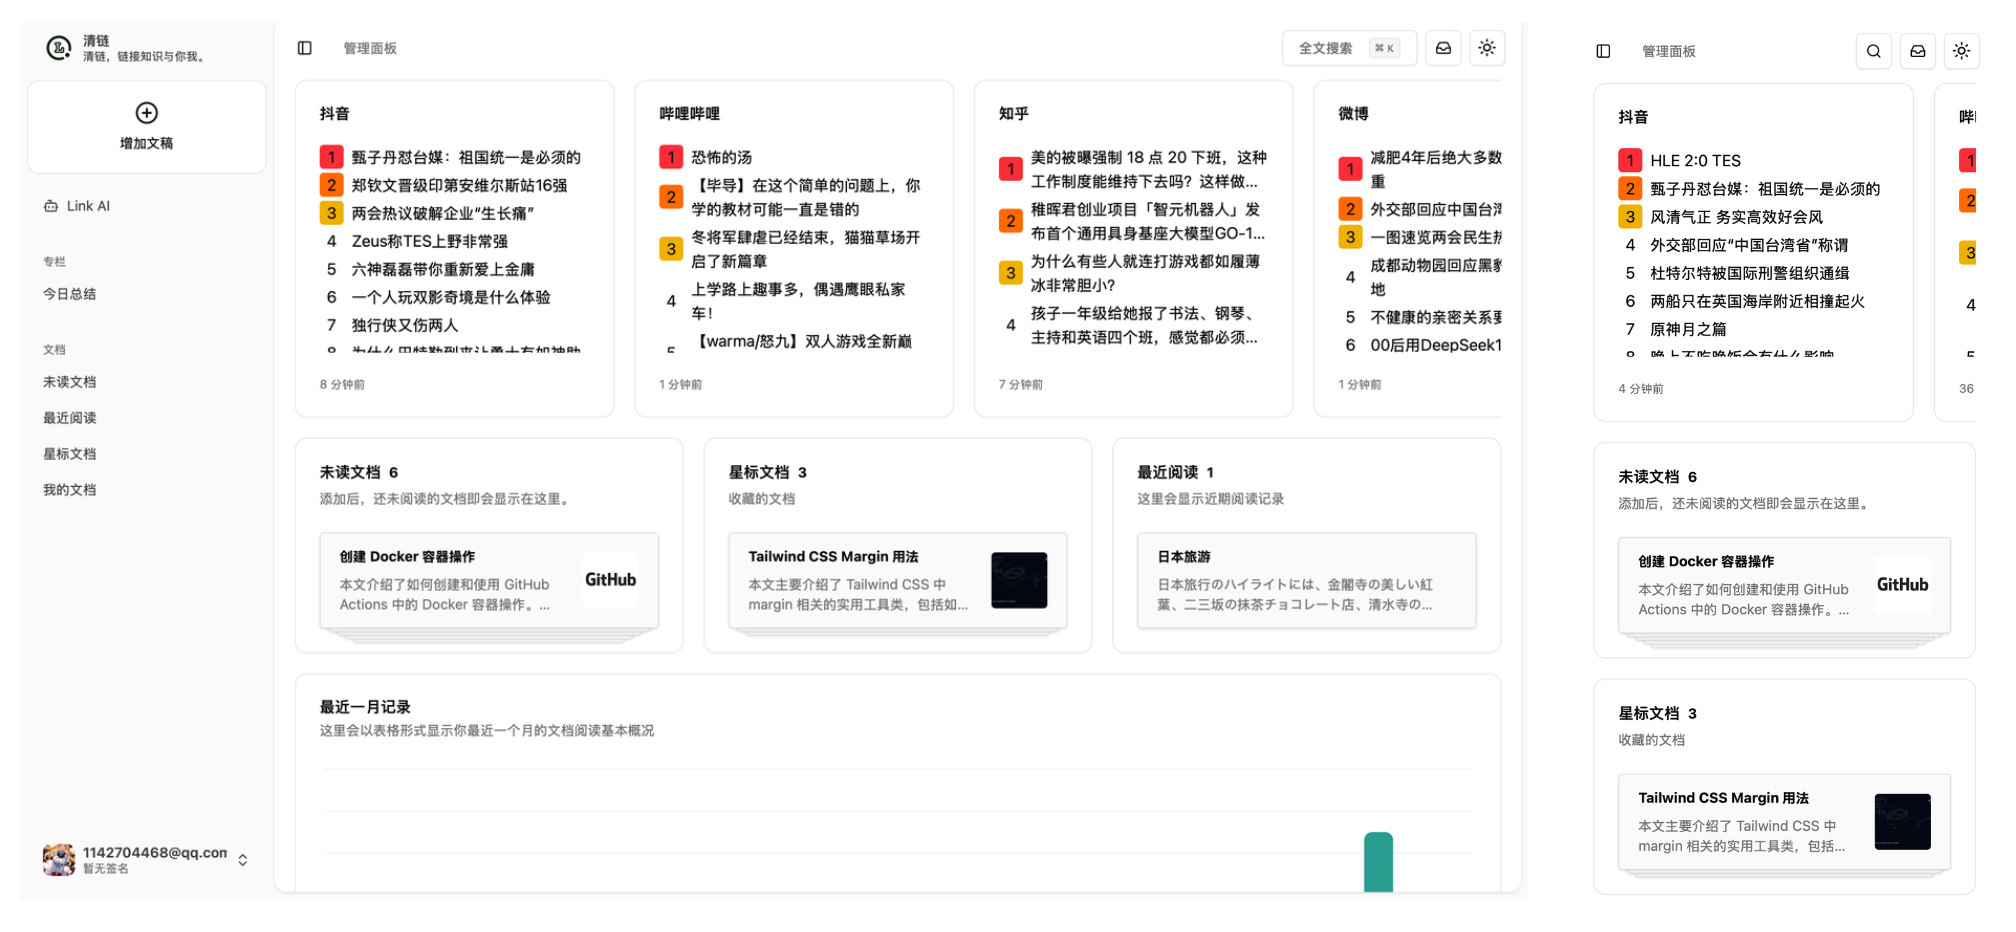 清链
清链，链接知识与你我。
增加文稿
Link AI
专栏
今日总结
文档
未读文档
最近阅读
星标文档
我的文档
1142704468@qq.com
暂无签名
管理面板
全文搜索 ⌘ K
抖音
1 甄子丹怼台媒：祖国统一是必须的
2 郑钦文晋级印第安维尔斯站16强
3 两会热议破解企业“生长痛”
4 Zeus称TES上野非常强
5 六神磊磊带你重新爱上金庸
6 一个人玩双影奇境是什么体验
7 独行侠又伤两人
8 为什么巴特勒到来让勇士有如神助
8 分钟前
哔哩哔哩
1 恐怖的汤
2 【毕导】在这个简单的问题上，你
学的教材可能一直是错的
3 冬将军肆虐已经结束，猫猫草场开
启了新篇章
4 上学路上趣事多，偶遇鹰眼私家
车！
5 【warma/怒九】双人游戏全新巅
1 分钟前
知乎
1 美的被曝强制 18 点 20 下班，这种
工作制度能维持下去吗？这样做...
2 稚晖君创业项目「智元机器人」发
布首个通用具身基座大模型GO-1...
3 为什么有些人就连打游戏都如履薄
冰非常胆小？
4 孩子一年级给她报了书法、钢琴、
主持和英语四个班，感觉都必须...
7 分钟前
微博
1 减肥4年后绝大多数
重
2 外交部回应中国台湾
3 一图速览两会民生热
4 成都动物园回应黑豹
地
5 不健康的亲密关系要
6 00后用DeepSeek1
1 分钟前
未读文档 6
添加后，还未阅读的文档即会显示在这里。
创建 Docker 容器操作
本文介绍了如何创建和使用 GitHub
Actions 中的 Docker 容器操作。...
GitHub
星标文档 3
收藏的文档
Tailwind CSS Margin 用法
本文主要介绍了 Tailwind CSS 中
margin 相关的实用工具类，包括如...
最近阅读 1
这里会显示近期阅读记录
日本旅游
日本旅行のハイライトには、金閣寺の美しい紅
葉、二三坂の抹茶チョコレート店、清水寺の...
最近一月记录
这里会以表格形式显示你最近一个月的文档阅读基本概况
管理面板
抖音
1 HLE 2:0 TES
2 甄子丹怼台媒：祖国统一是必须的
3 风清气正 务实高效好会风
4 外交部回应“中国台湾省”称谓
5 杜特尔特被国际刑警组织通缉
6 两船只在英国海岸附近相撞起火
7 原神月之篇
8 晚上不吃晚饭会有什么影响
4 分钟前
哔
1
2
3
4
5
36
未读文档 6
添加后，还未阅读的文档即会显示在这里。
创建 Docker 容器操作
本文介绍了如何创建和使用 GitHub
Actions 中的 Docker 容器操作。...
GitHub
星标文档 3
收藏的文档
Tailwind CSS Margin 用法
本文主要介绍了 Tailwind CSS 中
margin 相关的实用工具类，包括...